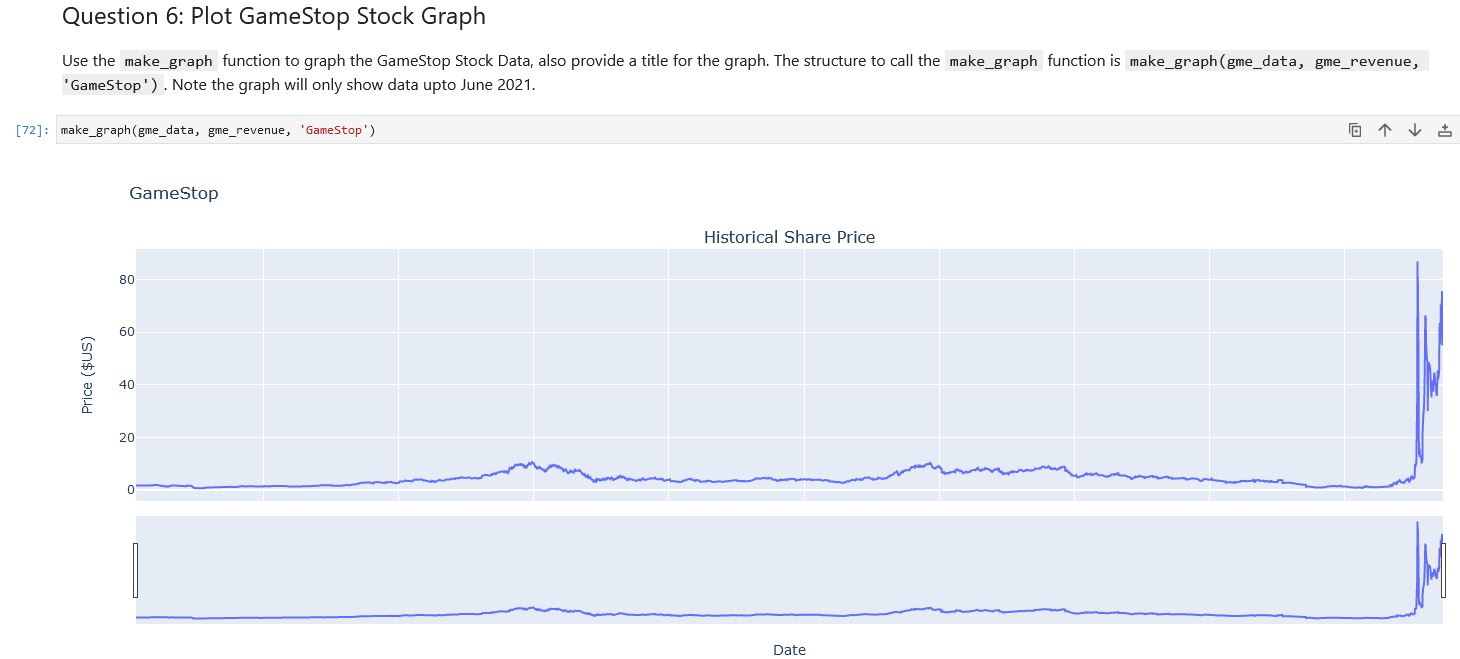 Question 6: Plot GameStop Stock Graph
Use the make_graph function to graph the GameStop Stock Data, also provide a title for the graph. The structure to call the make_graph function is make_graph(gme_data, gme_revenue,
'GameStop') . Note the graph will only show data upto June 2021.
[72]: make_graph(gme_data, gme_revenue, 'GameStop')
GameStop
Historical Share Price
80
60
40
20
0
Price ($US)
Date